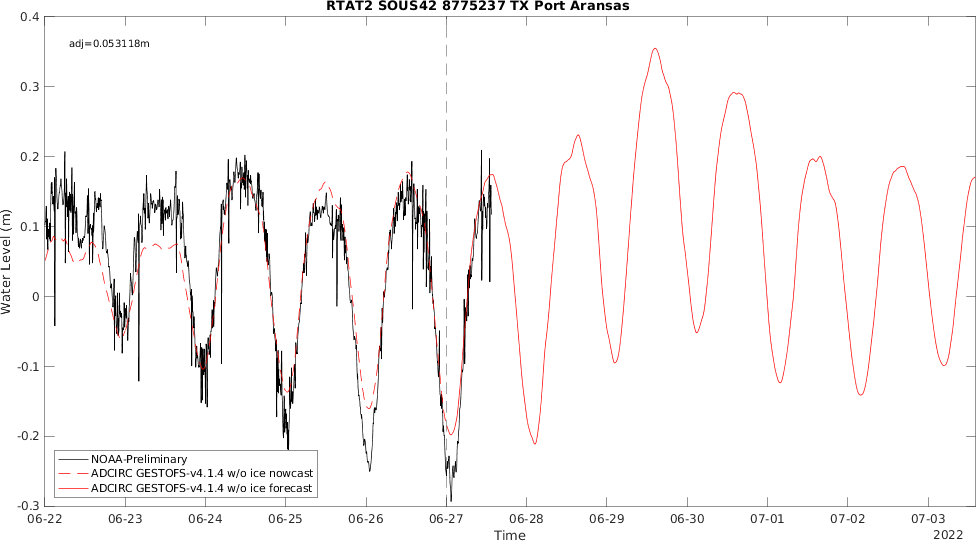 RTAT2 SOUS42 8775237 TX Port Aransas
adj=0.053118m
Water Level (m)
0.4
0.3
0.2
0.1
0
-0.1
-0.2
-0.3
NOAA-Preliminary
ADCIRC GESTOFS-v4.1.4 w/o ice nowcast
ADCIRC GESTOFS-v4.1.4 w/o ice forecast
06-22 06-23 06-24 06-25 06-26 06-27 06-28 06-29 06-30 07-01 07-02 07-03
Time
2022